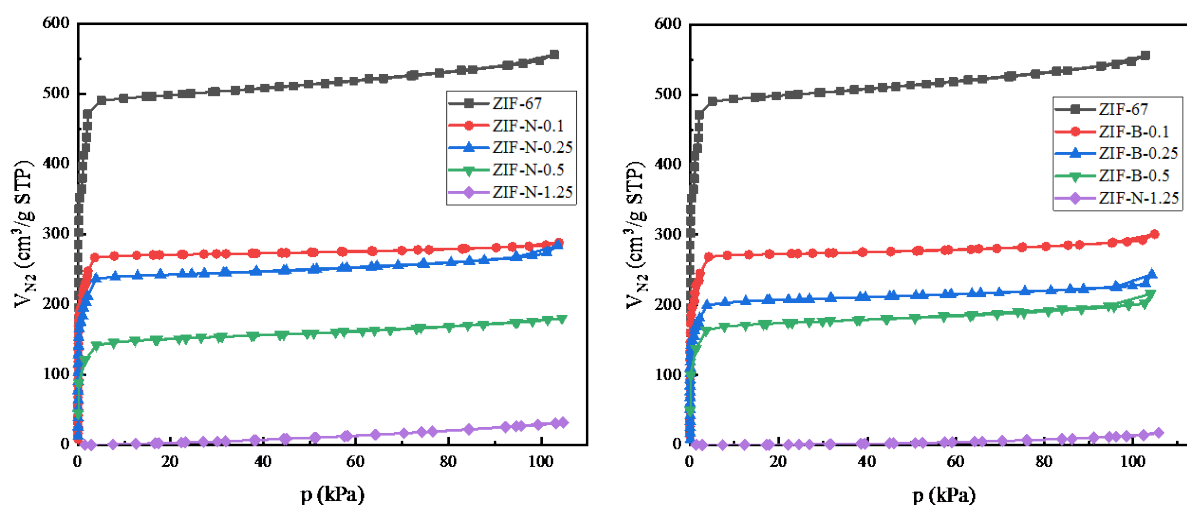 600
500
400
300
200
100
0
V_N2 (cm³/g STP)
ZIF-67
ZIF-N-0.1
ZIF-N-0.25
ZIF-N-0.5
ZIF-N-1.25
0 20 40 60 80 100
p (kPa)
600
500
400
300
200
100
0
V_N2 (cm³/g STP)
ZIF-67
ZIF-B-0.1
ZIF-B-0.25
ZIF-B-0.5
ZIF-N-1.25
0 20 40 60 80 100
p (kPa)